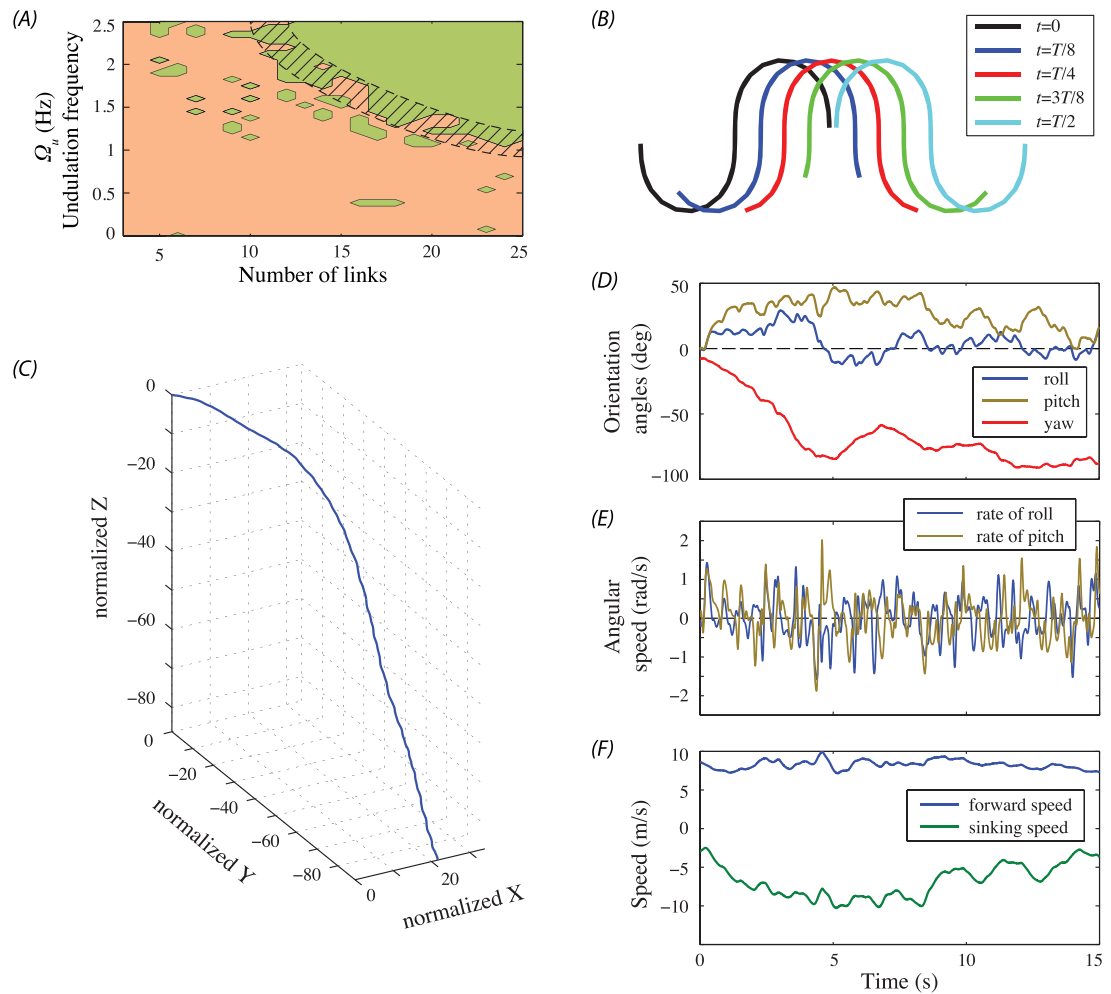 (A)
2.5
2
1.5
1
0.5
0
Ωu (Hz)
Undulation frequency
5
10
15
20
25
Number of links
(B)
t=0
t=T/8
t=T/4
t=3T/8
t=T/2
(C)
0
−20
−40
−60
−80
normalized Z
0
−20
−40
−60
−80
normalized Y
0
20
normalized X
(D)
50
0
−50
−100
Orientation
angles (deg)
roll
pitch
yaw
(E)
rate of roll
rate of pitch
2
1
0
-1
−2
Angular
speed (rad/s)
(F)
10
5
0
−5
−10
Speed (m/s)
forward speed
sinking speed
0
5
10
15
Time (s)